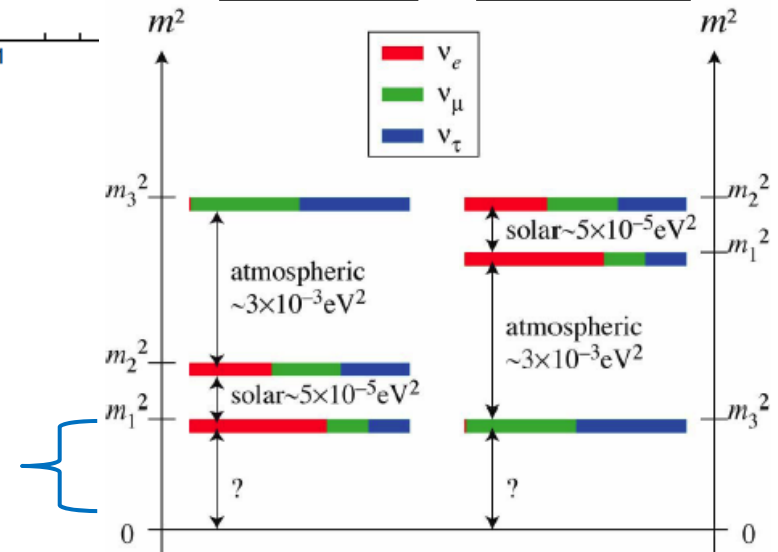 m² m²
ν_e
ν_μ
ν_τ
m₃² m₂²
solar~5×10⁻⁵eV²
m₁²
atmospheric
~3×10⁻³eV²
atmospheric
~3×10⁻³eV²
m₂²
solar~5×10⁻⁵eV²
m₁² m₃²
? ?
0 0